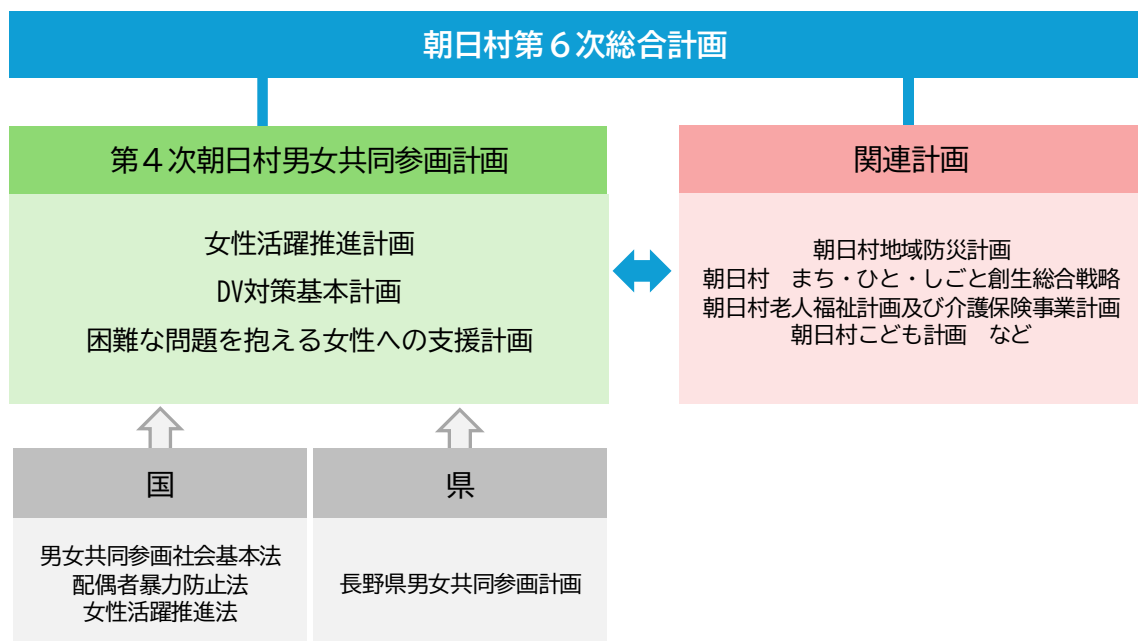 朝日村第６次総合計画
第４次朝日村男女共同参画計画
女性活躍推進計画
DV対策基本計画
困難な問題を抱える女性への支援計画
関連計画
朝日村地域防災計画
朝日村　まち・ひと・しごと創生総合戦略
朝日村老人福祉計画及び介護保険事業計画
朝日村こども計画　など
国
男女共同参画社会基本法
配偶者暴力防止法
女性活躍推進法
県
長野県男女共同参画計画